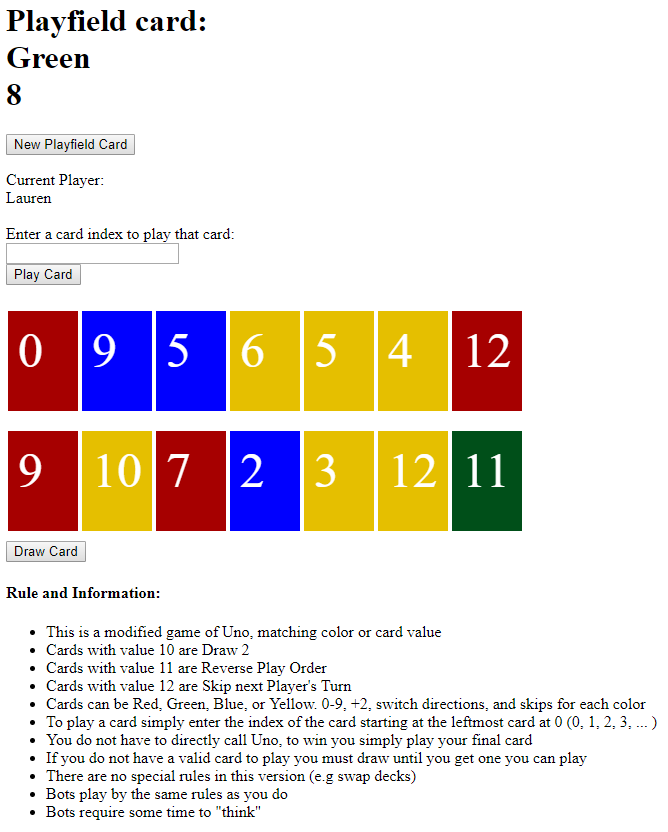 Playfield card:
Green
8
New Playfield Card
Current Player:
Lauren
Enter a card index to play that card:
Play Card
0 9 5 6 5 4 12
9 10 7 2 3 12 11
Draw Card
Rule and Information:
• This is a modified game of Uno, matching color or card value
• Cards with value 10 are Draw 2
• Cards with value 11 are Reverse Play Order
• Cards with value 12 are Skip next Player's Turn
• Cards can be Red, Green, Blue, or Yellow. 0-9, +2, switch directions, and skips for each color
• To play a card simply enter the index of the card starting at the leftmost card at 0 (0, 1, 2, 3, ... )
• You do not have to directly call Uno, to win you simply play your final card
• If you do not have a valid card to play you must draw until you get one you can play
• There are no special rules in this version (e.g swap decks)
• Bots play by the same rules as you do
• Bots require some time to "think"